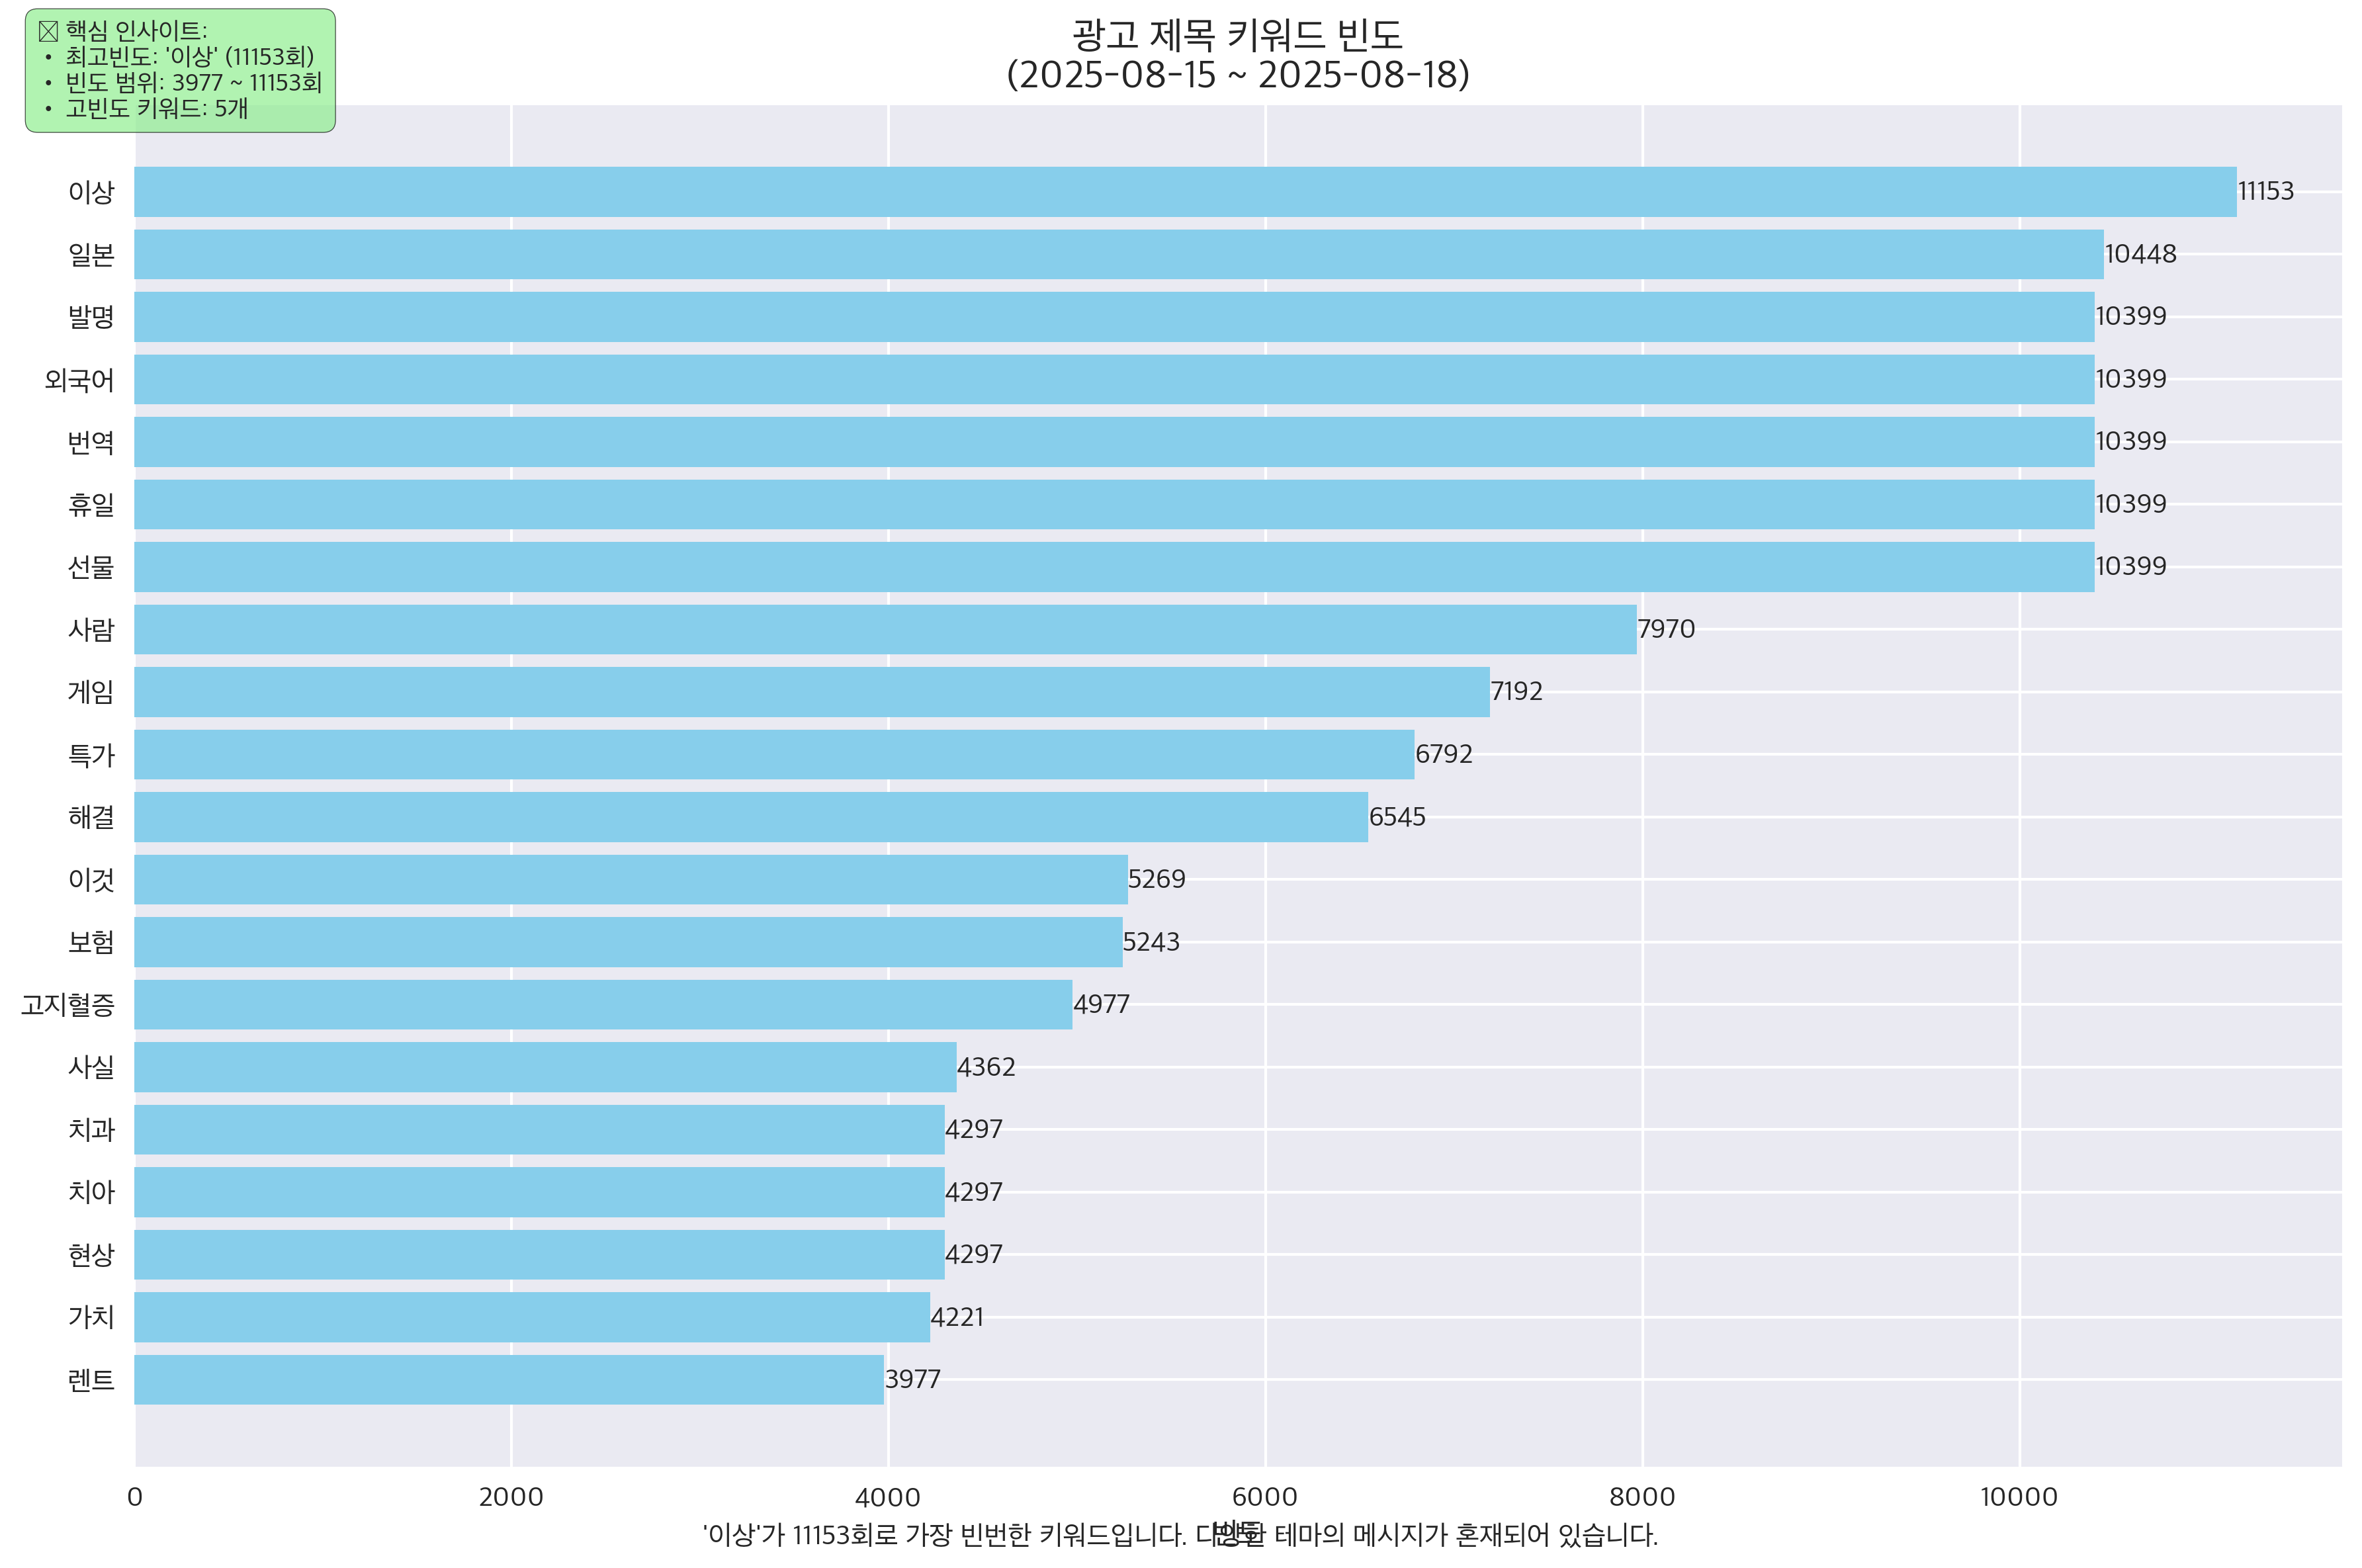 핵심 인사이트:
• 최고빈도: '이상' (11153회)
• 빈도 범위: 3977 ~ 11153회
• 고빈도 키워드: 5개
광고 제목 키워드 빈도
(2025-08-15 ~ 2025-08-18)
이상 11153
일본 10448
발명 10399
외국어 10399
번역 10399
휴일 10399
선물 10399
사람 7970
게임 7192
특가 6792
해결 6545
이것 5269
보험 5243
고지혈증 4977
사실 4362
치과 4297
치아 4297
현상 4297
가치 4221
렌트 3977
0 2000 4000 6000 8000 10000
빈도
'이상'가 11153회로 가장 빈번한 키워드입니다. 다양한 테마의 메시지가 혼재되어 있습니다.